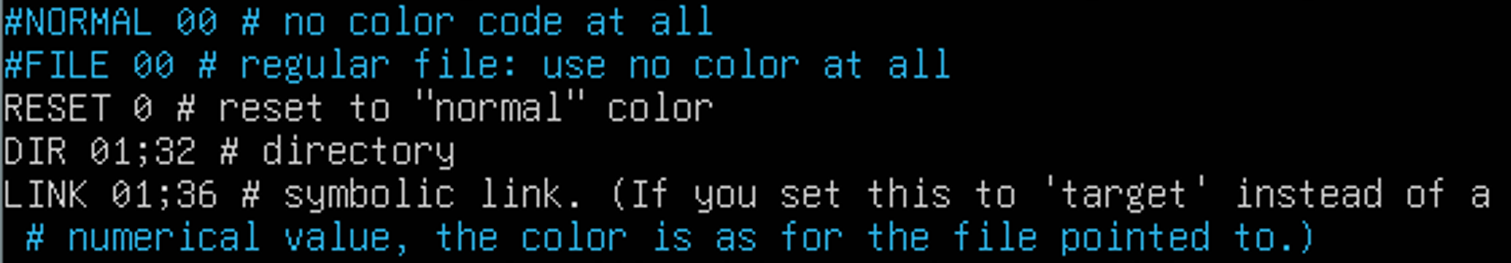 #NORMAL 00 # no color code at all
#FILE 00 # regular file: use no color at all
RESET 0 # reset to "normal" color
DIR 01;32 # directory
LINK 01;36 # symbolic link. (If you set this to 'target' instead of a
 # numerical value, the color is as for the file pointed to.)